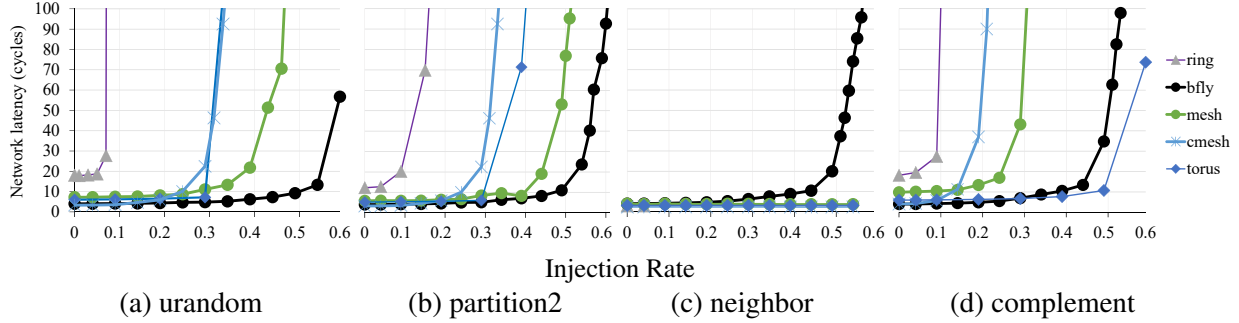 Network latency (cycles)
100
90
80
70
60
50
40
30
20
10
0
0 0.1 0.2 0.3 0.4 0.5 0.6
0 0.1 0.2 0.3 0.4 0.5 0.6
0 0.1 0.2 0.3 0.4 0.5 0.6
0 0.1 0.2 0.3 0.4 0.5 0.6
ring
bfly
mesh
cmesh
torus
Injection Rate
(a) urandom
(b) partition2
(c) neighbor
(d) complement